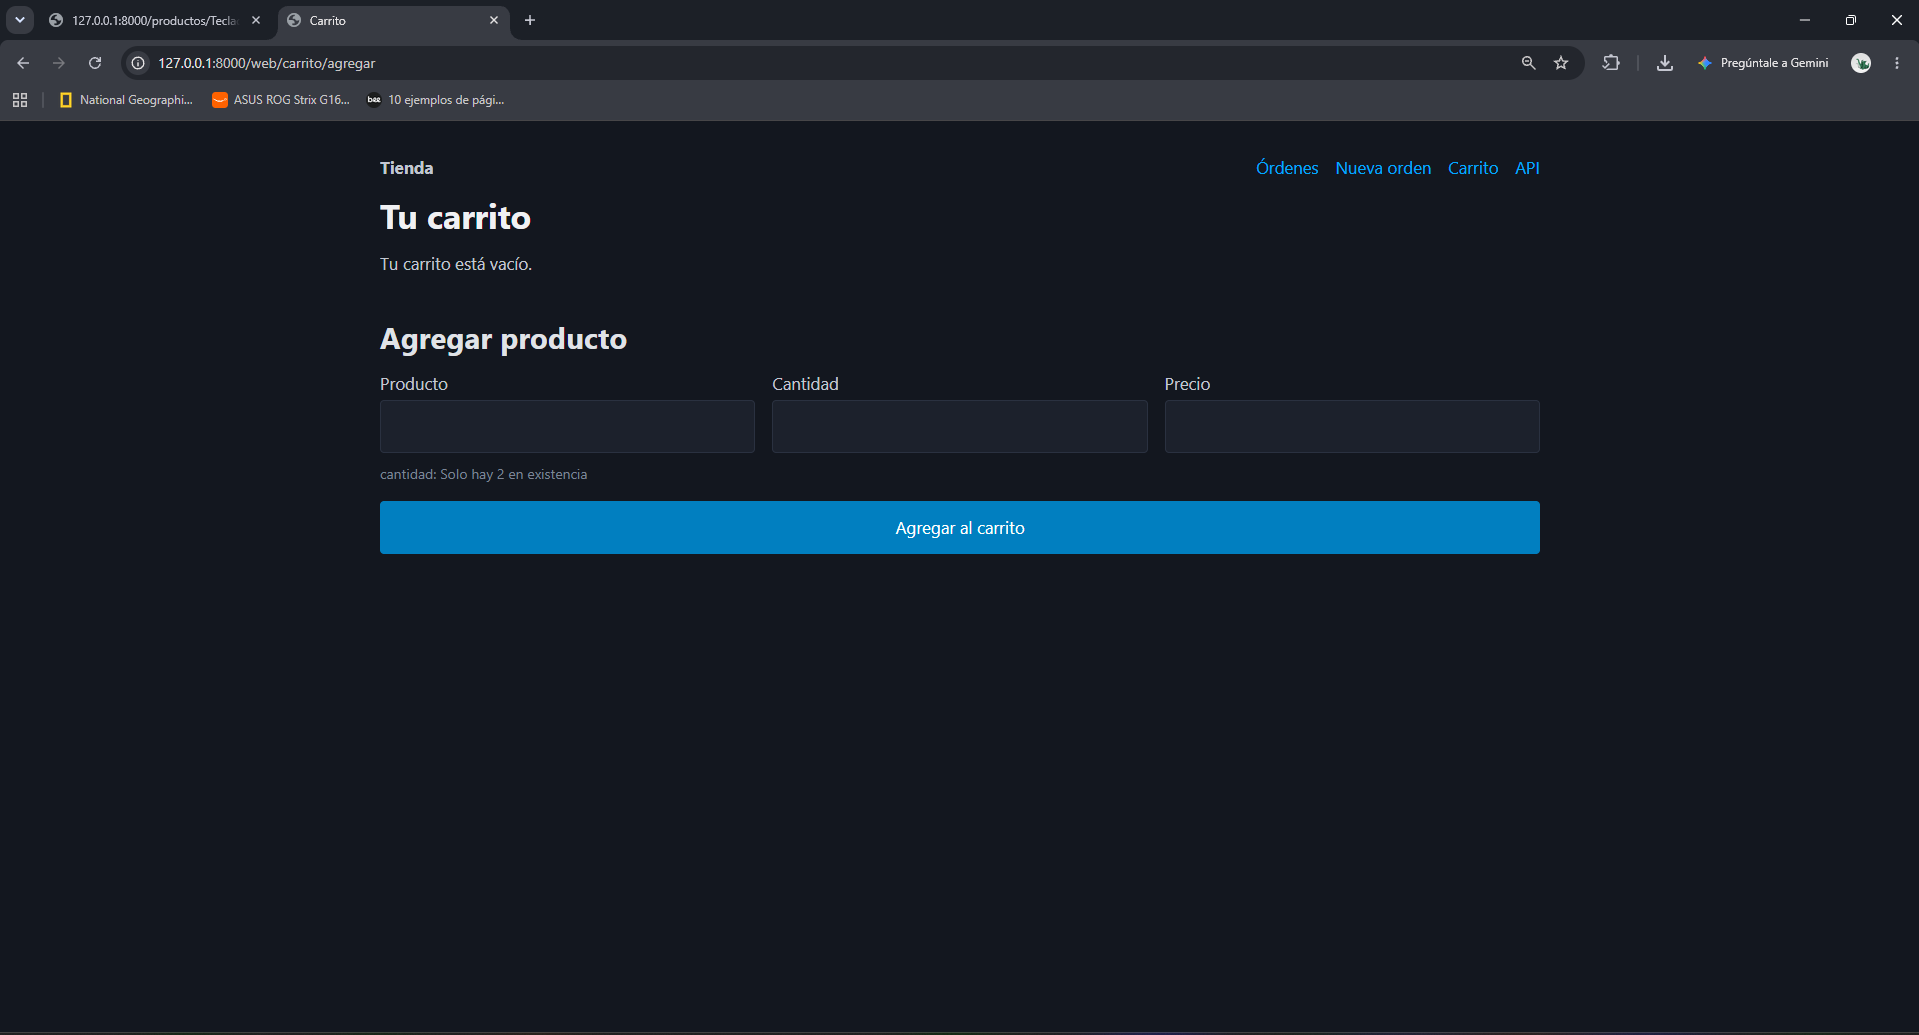 127.0.0.1:8000/productos/Tecla
Carrito
127.0.0.1:8000/web/carrito/agregar
Pregúntale a Gemini
National Geographi...
ASUS ROG Strix G16...
bee
10 ejemplos de pági...
Tienda
Órdenes Nueva orden Carrito API
Tu carrito
Tu carrito está vacío.
Agregar producto
Producto Cantidad Precio
cantidad: Solo hay 2 en existencia
Agregar al carrito